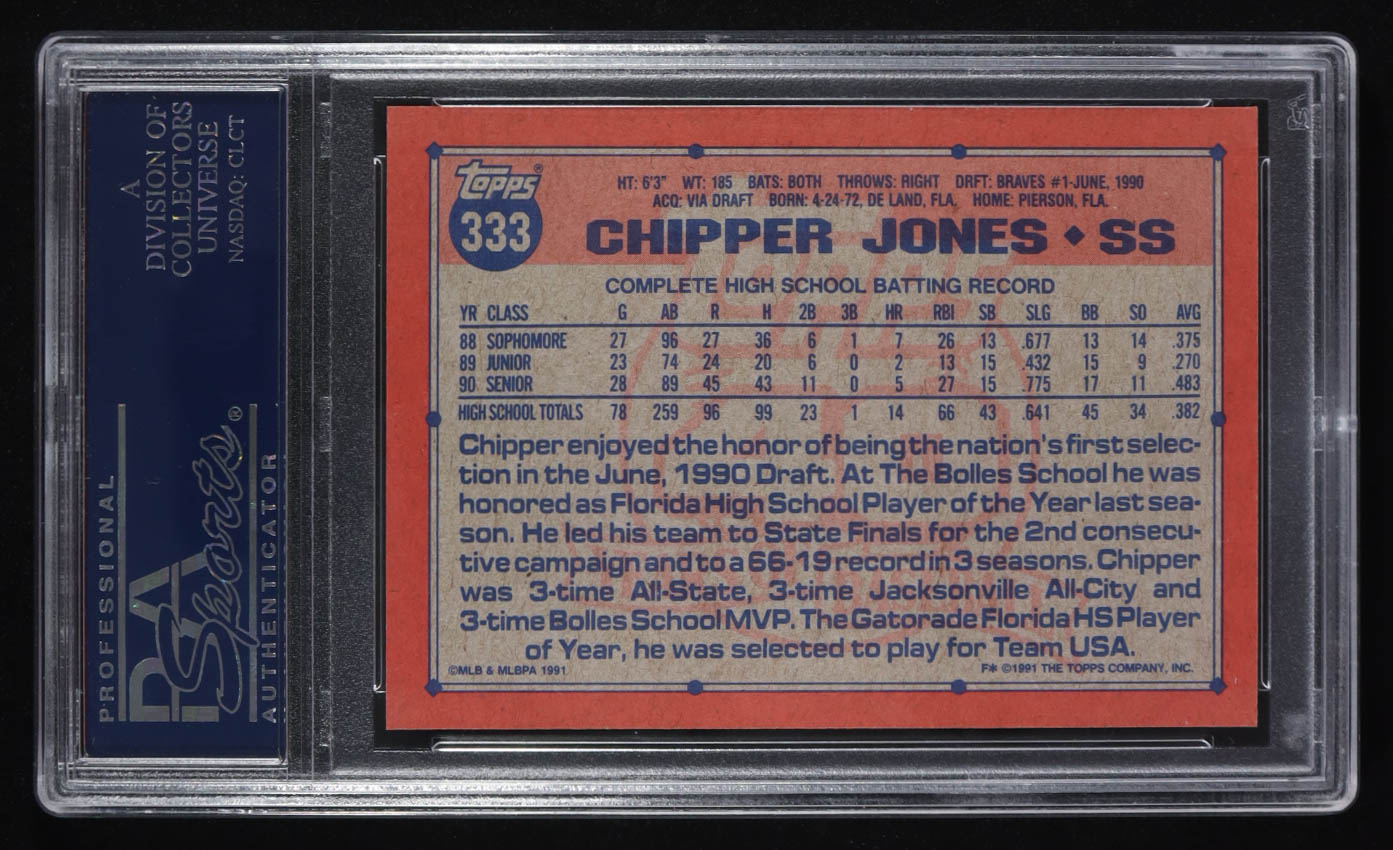 A
DIVISION OF
COLLECTORS
UNIVERSE
NASDAQ: CLCT
PROFESSIONAL
PSA
Sports®
AUTHENTICATOR
Topps®
333
HT: 6'3" WT: 185 BATS: BOTH THROWS: RIGHT DRFT: BRAVES #1-JUNE, 1990
ACQ: VIA DRAFT BORN: 4-24-72, DE LAND, FLA. HOME: PIERSON, FLA.
CHIPPER JONES ◆ SS
COMPLETE HIGH SCHOOL BATTING RECORD
YR CLASS G AB R H 2B 3B HR RBI SB SLG BB SO AVG
88 SOPHOMORE 27 96 27 36 6 1 7 26 13 .677 13 14 .375
89 JUNIOR 23 74 24 20 6 0 2 13 15 .432 15 9 .270
90 SENIOR 28 89 45 43 11 0 5 27 15 .775 17 11 .483
HIGH SCHOOL TOTALS 78 259 96 99 23 1 14 66 43 .641 45 34 .382
Chipper enjoyed the honor of being the nation's first selec-
tion in the June, 1990 Draft. At The Bolles School he was
honored as Florida High School Player of the Year last sea-
son. He led his team to State Finals for the 2nd consecu-
tive campaign and to a 66-19 record in 3 seasons. Chipper
was 3-time All-State, 3-time Jacksonville All-City and
3-time Bolles School MVP. The Gatorade Florida HS Player
of Year, he was selected to play for Team USA.
©MLB & MLBPA 1991
F* ©1991 THE TOPPS COMPANY, INC.